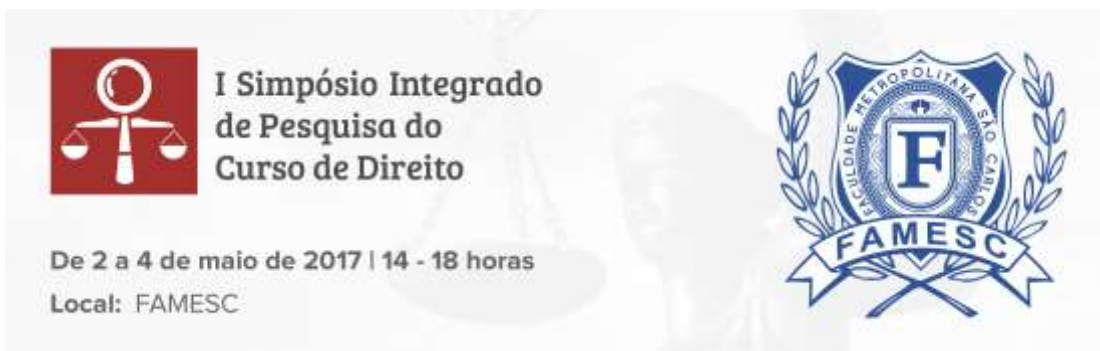 I Simpósio Integrado
de Pesquisa do
Curso de Direito
De 2 a 4 de maio de 2017 | 14 - 18 horas
Local: FAMESC
FACULDADE METROPOLITANA SÃO CARLOS
F
FAMESC